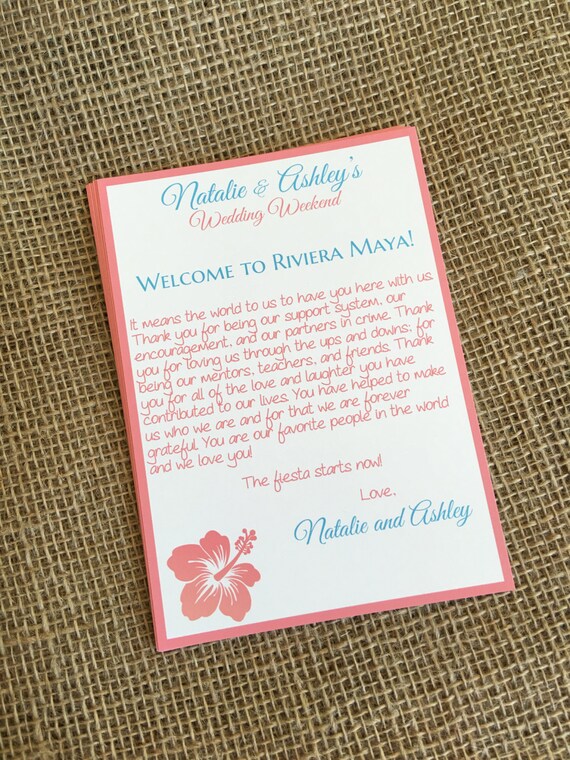 Natalie & Ashley's
Wedding Weekend
Welcome to Riviera Maya!
It means the world to us to have you here with us.
Thank you for being our support system, our
encouragement, and our partners in crime. Thank
you for loving us through the ups and downs; for
being our mentors, teachers, and friends. Thank
you for all of the love and laughter you have
contributed to our lives. You have helped to make
us who we are and for that we are forever
grateful. You are our favorite people in the world
and we love you!
The fiesta starts now!
Love,
Natalie and Ashley